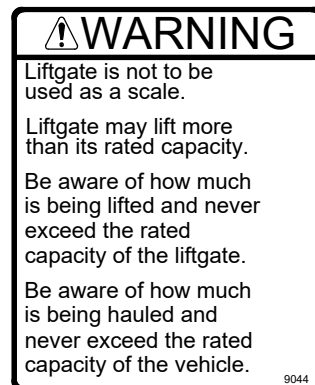 WARNING
Liftgate is not to be
used as a scale.
Liftgate may lift more
than its rated capacity.
Be aware of how much
is being lifted and never
exceed the rated
capacity of the liftgate.
Be aware of how much
is being hauled and
never exceed the rated
capacity of the vehicle.
9044